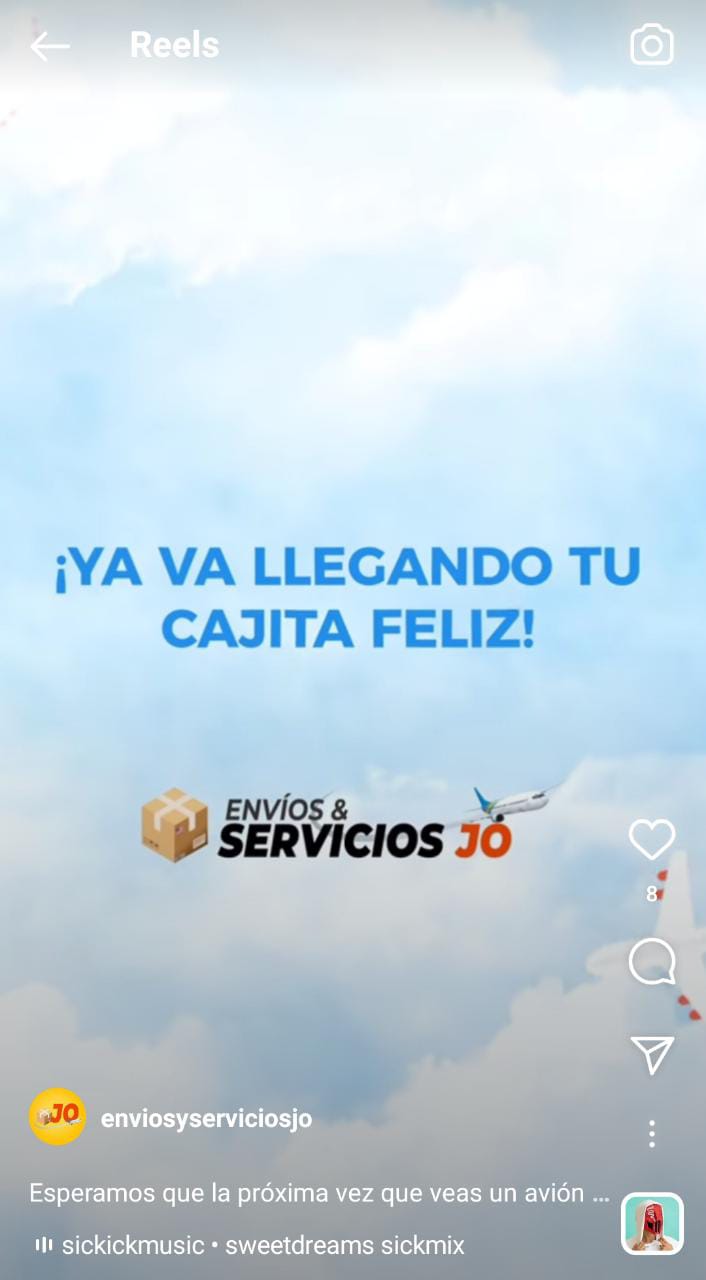 Reels
¡YA VA LLEGANDO TU
CAJITA FELIZ!
ENVÍOS &
SERVICIOS JO
8
JO
enviosyserviciosjo
Esperamos que la próxima vez que veas un avión ...
sickickmusic • sweetdreams sickmix